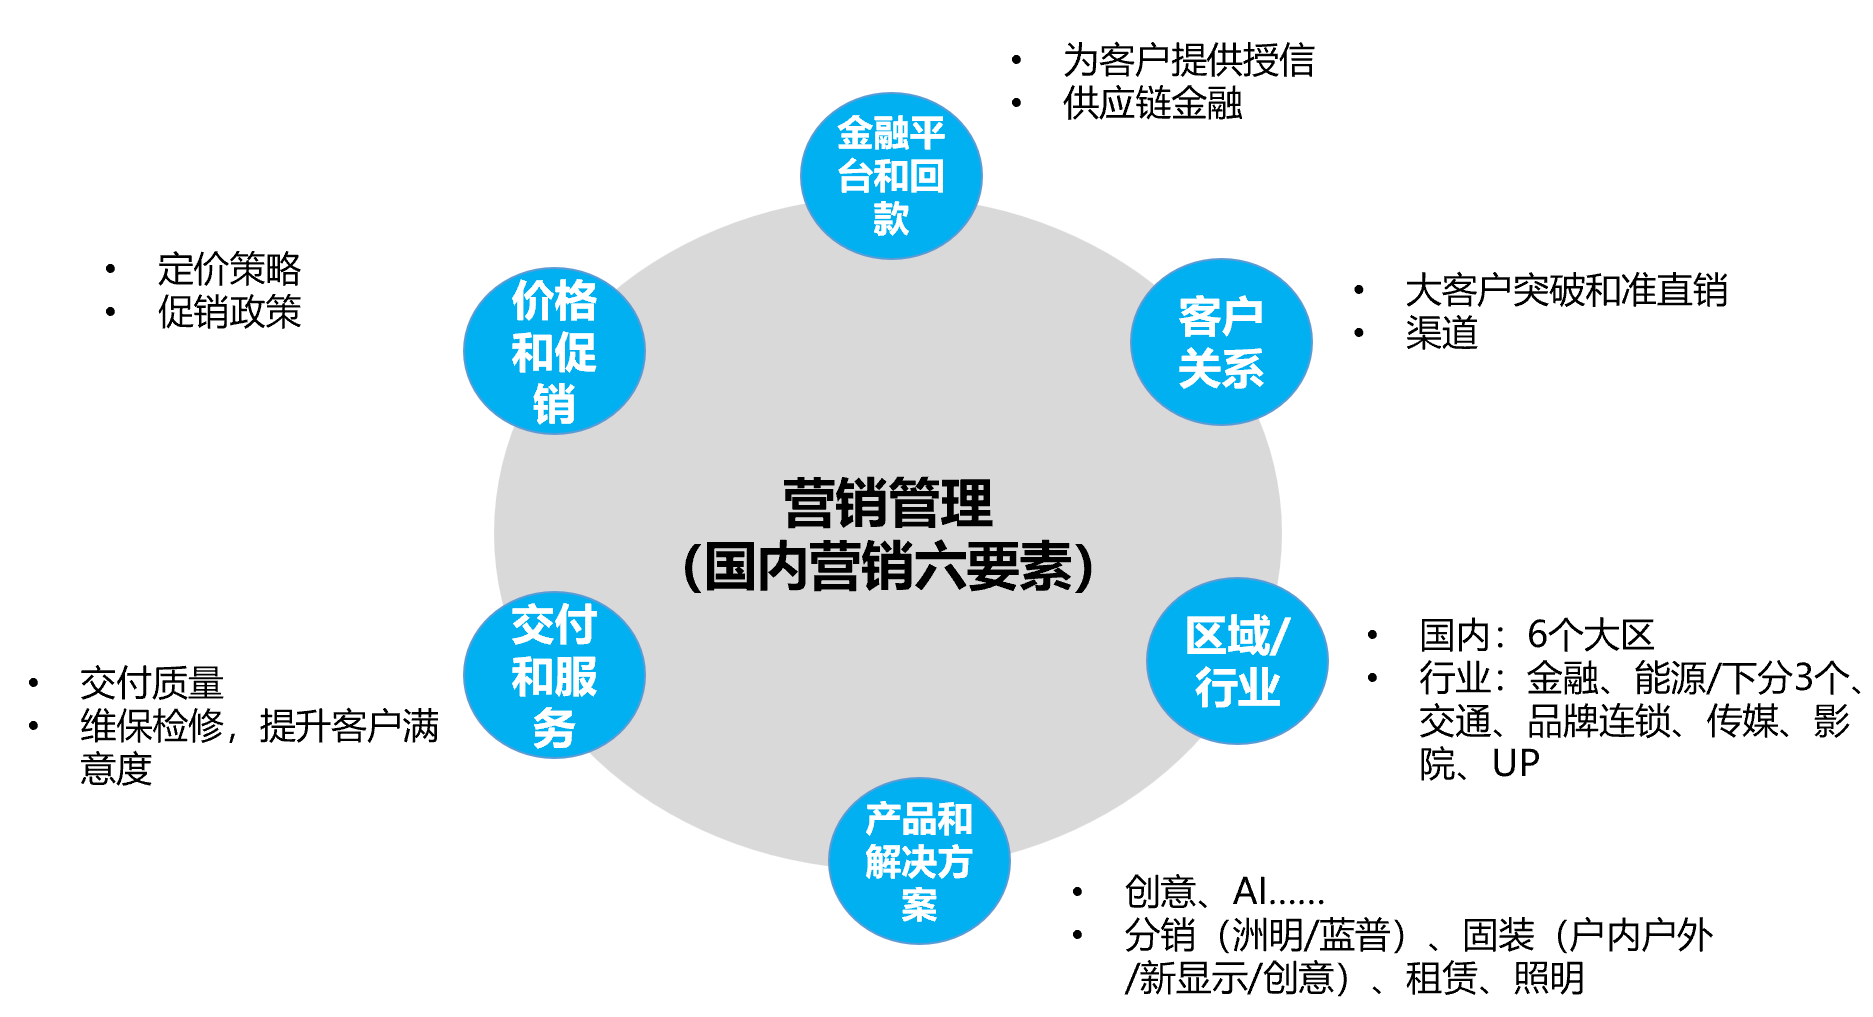 • 为客户提供授信
• 供应链金融
金融平
台和回
款
• 定价策略
• 促销政策
价格
和促
销
客户
关系
• 大客户突破和准直销
• 渠道
营销管理
（国内营销六要素）
交付
和服
务
• 交付质量
• 维保检修，提升客户满
意度
区域/
行业
• 国内：6个大区
• 行业：金融、能源/下分3个、
交通、品牌连锁、传媒、影
院、UP
产品和
解决方
案
• 创意、AI……
• 分销（洲明/蓝普）、固装（户内户外
/新显示/创意）、租赁、照明